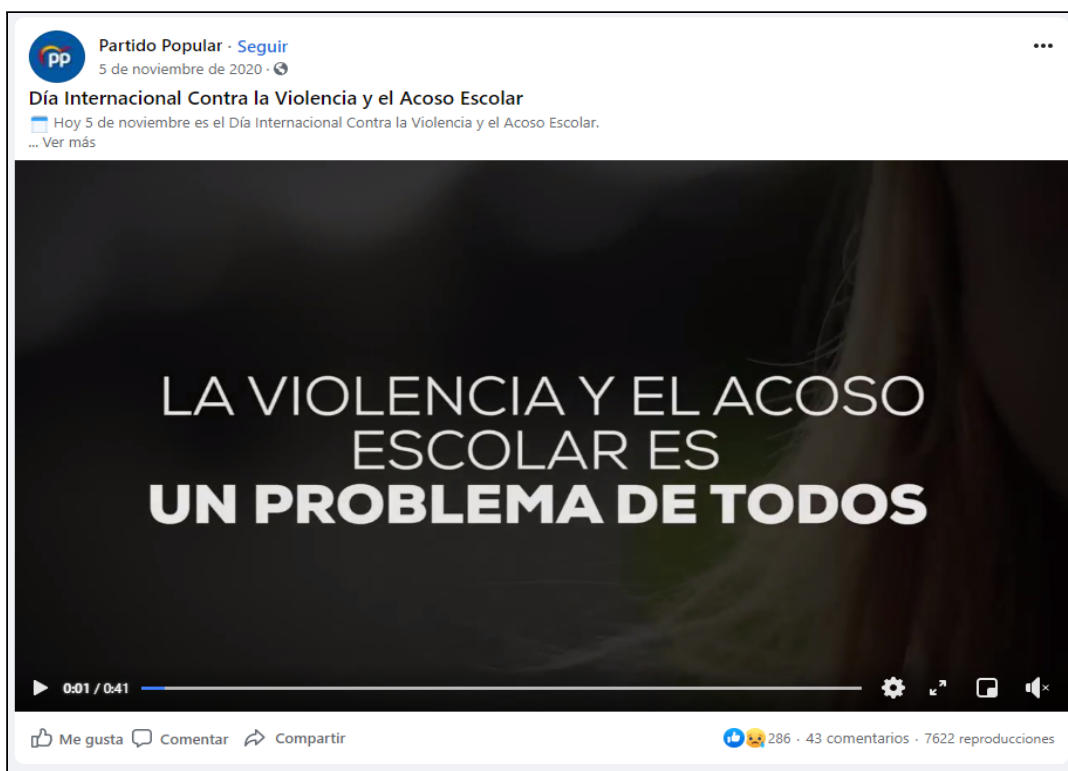 pp
Partido Popular · Seguir
5 de noviembre de 2020 ·
Día Internacional Contra la Violencia y el Acoso Escolar
Hoy 5 de noviembre es el Día Internacional Contra la Violencia y el Acoso Escolar.
... Ver más
LA VIOLENCIA Y EL ACOSO
ESCOLAR ES
UN PROBLEMA DE TODOS
0:01 / 0:41
Me gusta Comentar Compartir 286 · 43 comentarios · 7622 reproducciones